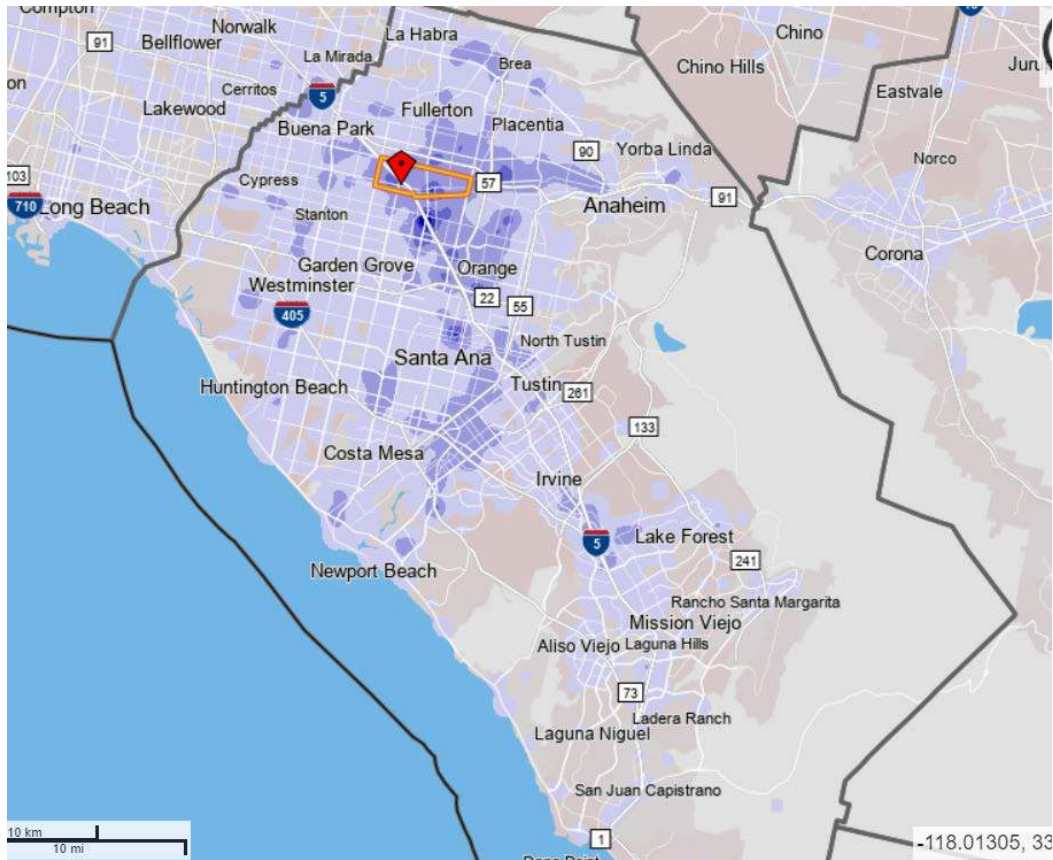 Compton
Norwalk
91
Bellflower
La Mirada
La Habra
Brea
Chino
Chino Hills
Eastvale
Lakewood
Cerritos
5
Fullerton
Placentia
Buena Park
90
Yorba Linda
Norco
Cypress
57
91
710
Long Beach
Stanton
Anaheim
Corona
Garden Grove
Orange
Westminster
22
55
405
North Tustin
Santa Ana
Tustin
261
Huntington Beach
133
Costa Mesa
Irvine
5
Lake Forest
241
Newport Beach
Rancho Santa Margarita
Mission Viejo
Aliso Viejo
Laguna Hills
73
Ladera Ranch
Laguna Niguel
San Juan Capistrano
1
10 km
10 mi
-118.01305, 33